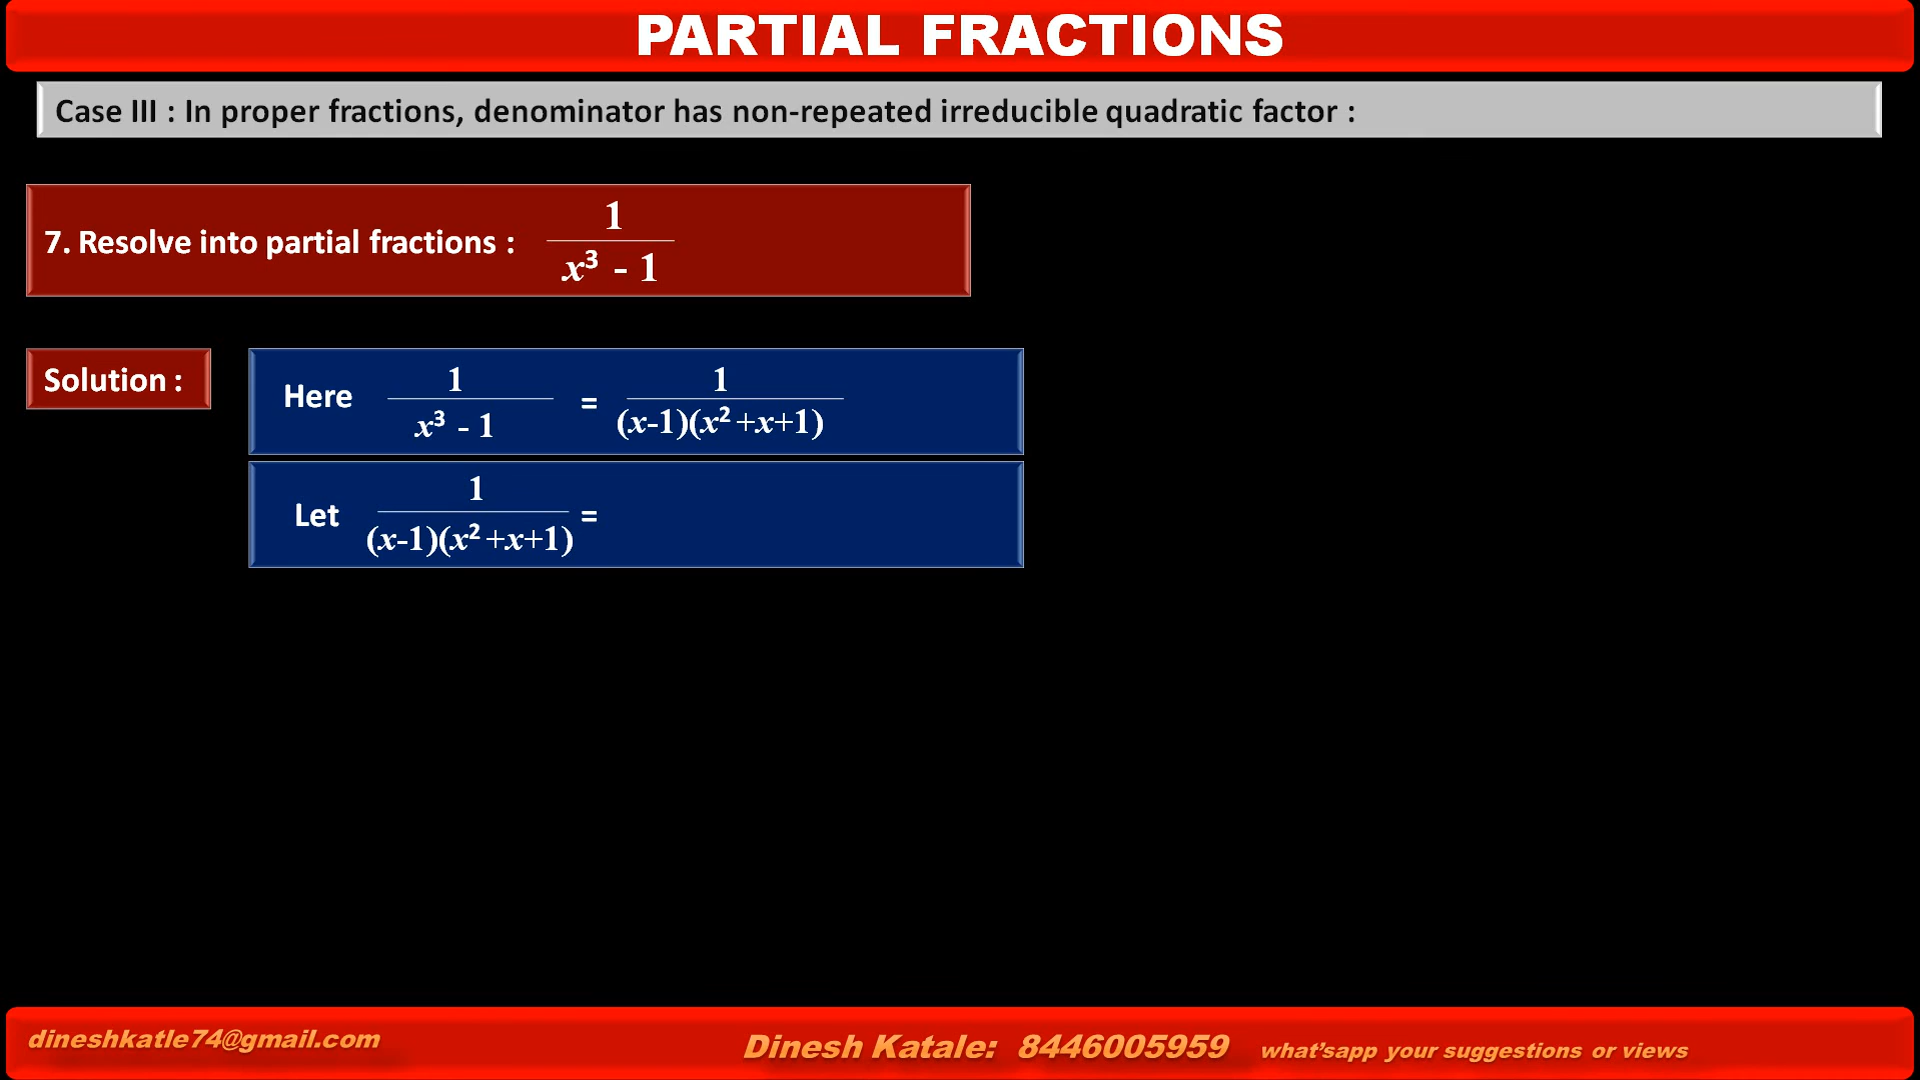 PARTIAL FRACTIONS
Case III : In proper fractions, denominator has non-repeated irreducible quadratic factor :
7. Resolve into partial fractions : 1 / x³ - 1
Solution :
Here 1 / x³ - 1 = 1 / (x-1)(x² +x+1)
Let 1 / (x-1)(x² +x+1) =
dineshkatle74@gmail.com
Dinesh Katale: 8446005959 what'sapp your suggestions or views